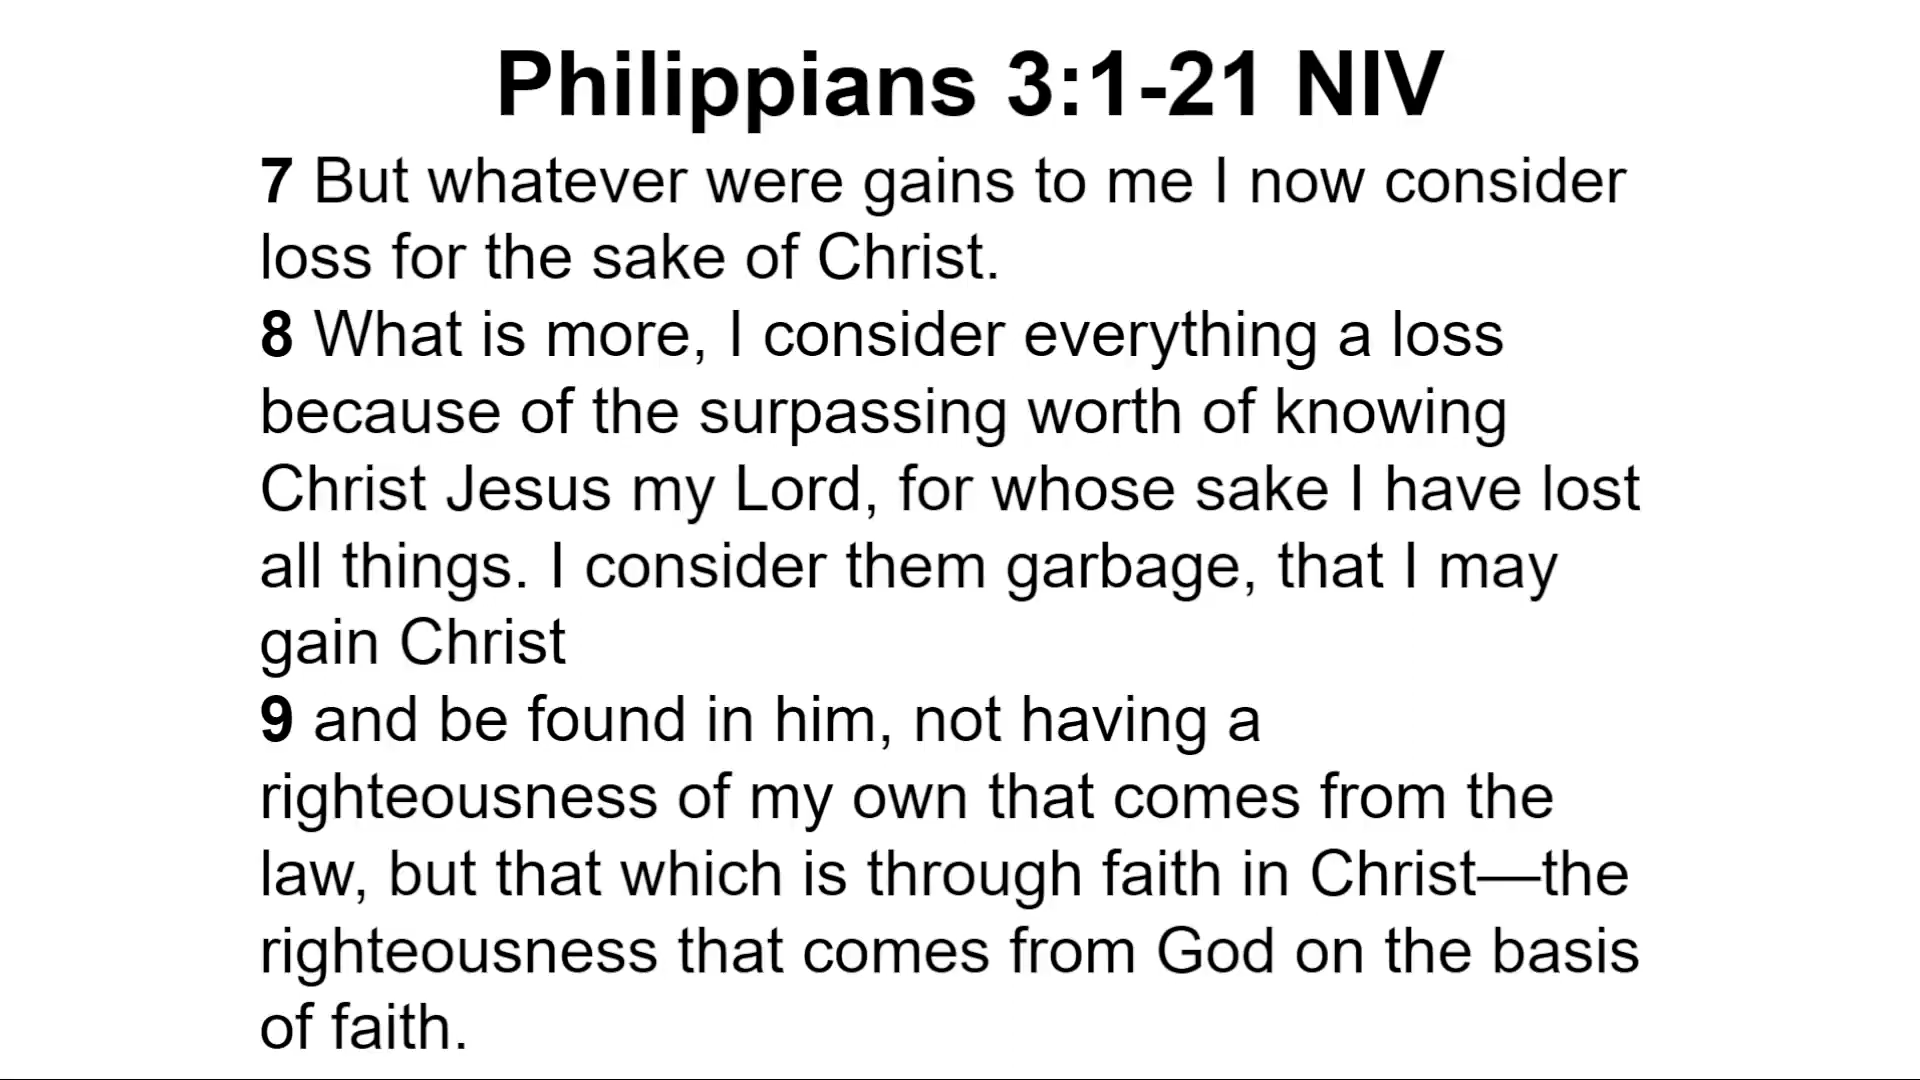 Philippians 3:1-21 NIV
7 But whatever were gains to me I now consider
loss for the sake of Christ.
8 What is more, I consider everything a loss
because of the surpassing worth of knowing
Christ Jesus my Lord, for whose sake I have lost
all things. I consider them garbage, that I may
gain Christ
9 and be found in him, not having a
righteousness of my own that comes from the
law, but that which is through faith in Christ—the
righteousness that comes from God on the basis
of faith.